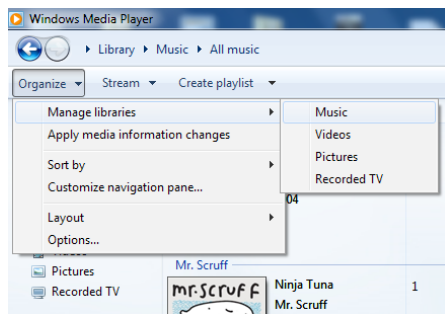 Windows Media Player
Library Music All music
Organize Stream Create playlist
Manage libraries
Apply media information changes
Sort by
Customize navigation pane...
Layout
Options...
Music
Videos
Pictures
Recorded TV
04
Pictures
Recorded TV
Mr. Scruff
mr.scruff
Ninja Tuna
Mr. Scruff
1